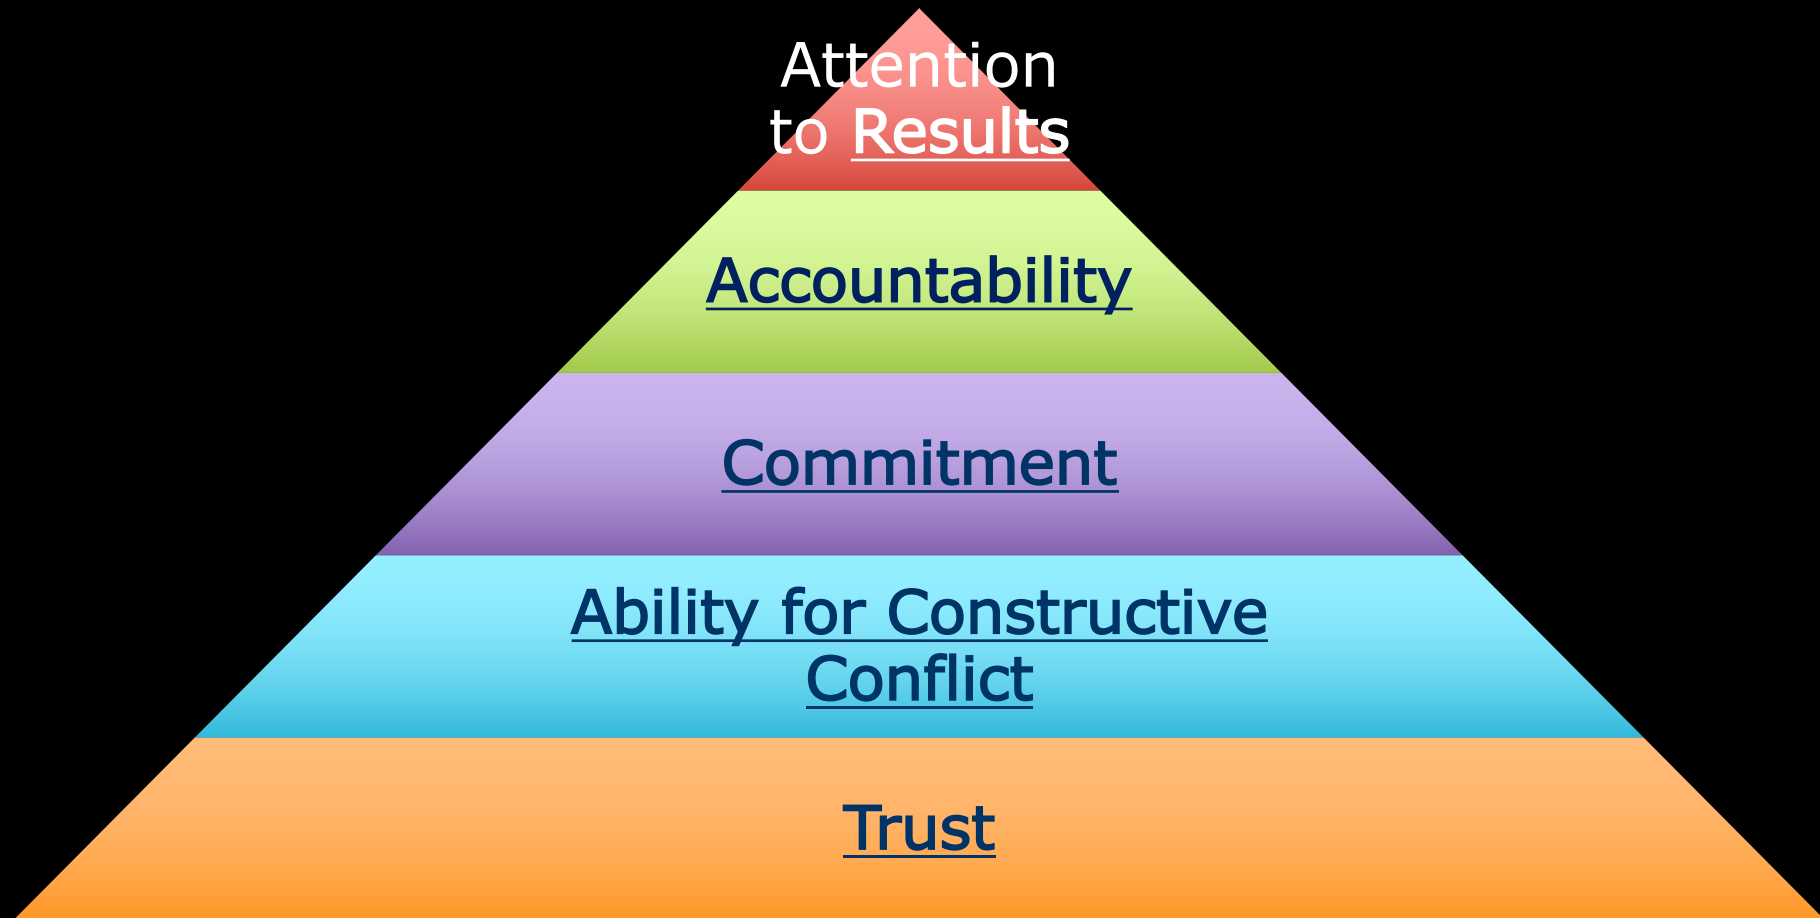 Attention
to Results
Accountability
Commitment
Ability for Constructive
Conflict
Trust